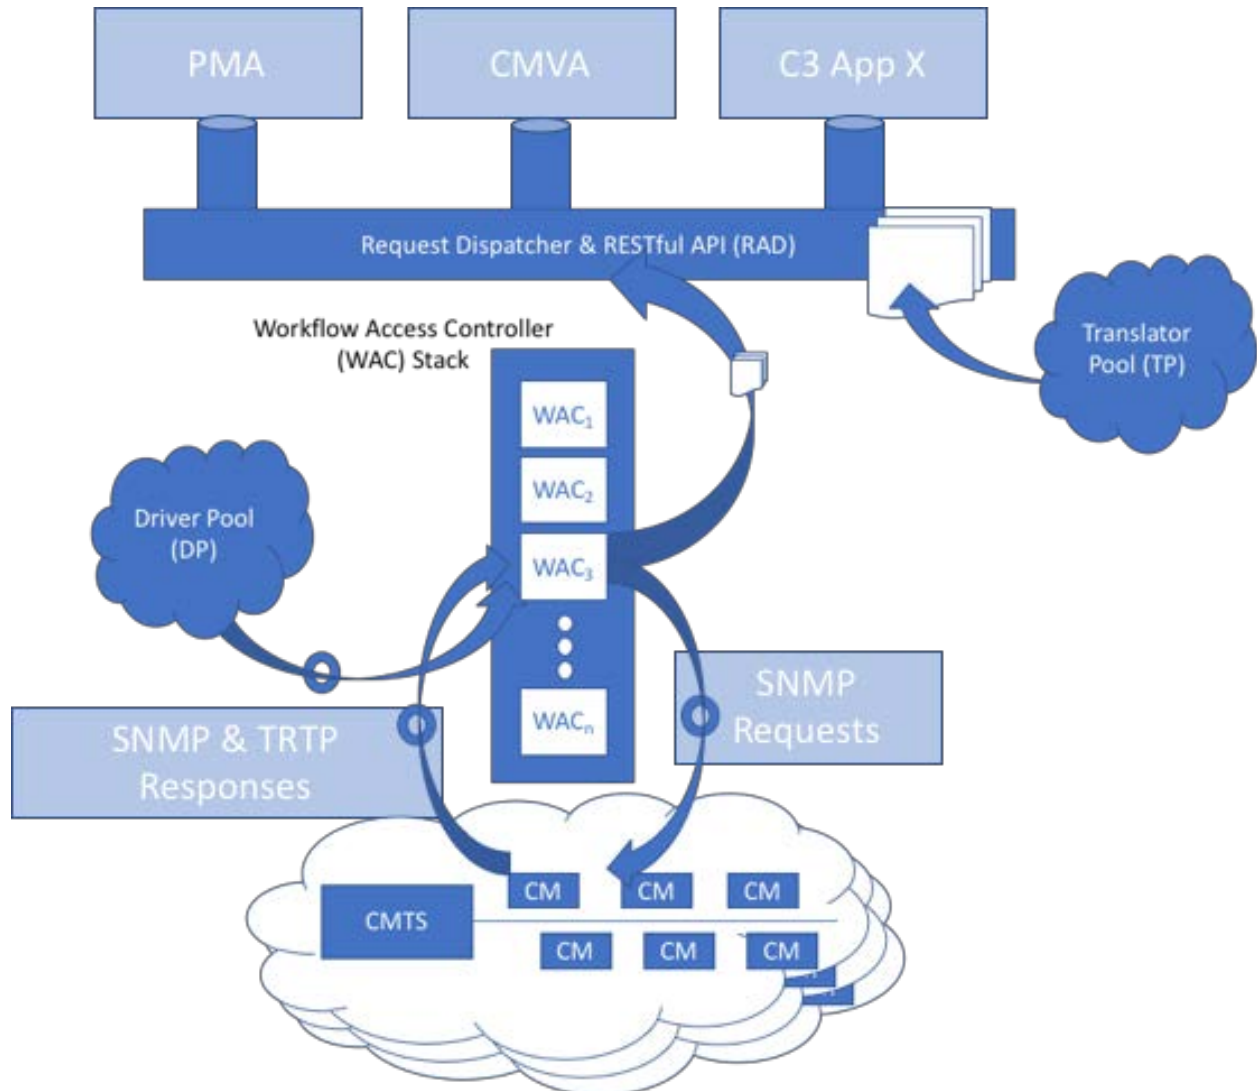 PMA
CMVA
C3 App X
Request Dispatcher & RESTful API (RAD)
Workflow Access Controller
(WAC) Stack
Translator
Pool (TP)
WAC1
WAC2
Driver Pool
(DP)
WAC3
SNMP
Requests
WACn
SNMP & TRTP
Responses
CM
CM
CM
CMTS
CM
CM
CM